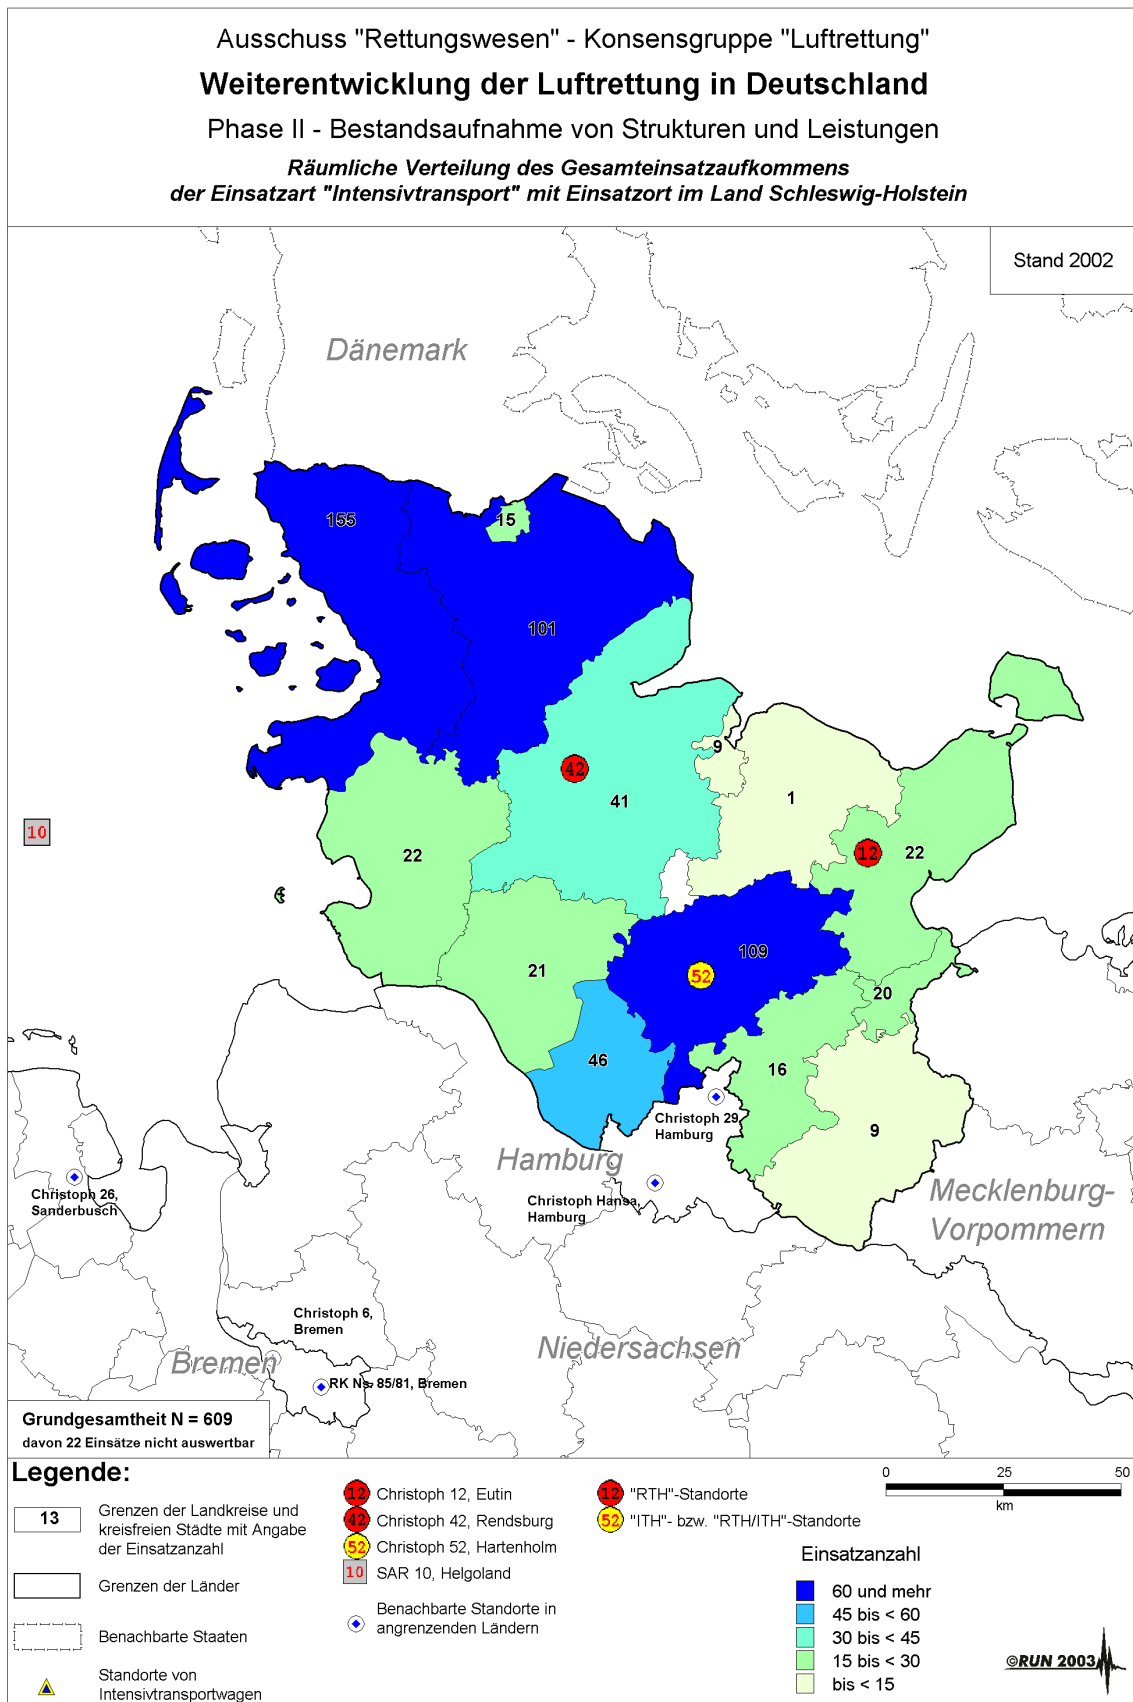 Ausschuss "Rettungswesen" - Konsensgruppe "Luftrettung"
Weiterentwicklung der Luftrettung in Deutschland
Phase II - Bestandsaufnahme von Strukturen und Leistungen
Räumliche Verteilung des Gesamteinsatzaufkommens
der Einsatzart "Intensivtransport" mit Einsatzort im Land Schleswig-Holstein
Stand 2002
Dänemark
155
15
101
9
42
41
1
10
22
12
22
109
21
52
20
46
16
Christoph 29,
Hamburg
9
Hamburg
Christoph 26,
Sanderbusch
Christoph Hansa,
Hamburg
Mecklenburg-
Vorpommern
Christoph 6,
Bremen
Niedersachsen
Bremen
RK Ns. 85/81, Bremen
Grundgesamtheit N = 609
davon 22 Einsätze nicht auswertbar
Legende:
13
Grenzen der Landkreise und
kreisfreien Städte mit Angabe
der Einsatzanzahl
Grenzen der Länder
Benachbarte Staaten
Standorte von
Intensivtransportwagen
12 Christoph 12, Eutin
42 Christoph 42, Rendsburg
52 Christoph 52, Hartenholm
10 SAR 10, Helgoland
Benachbarte Standorte in
angrenzenden Ländern
12 "RTH"-Standorte
52 "ITH"- bzw. "RTH/ITH"-Standorte
0 25 50
km
Einsatzanzahl
60 und mehr
45 bis < 60
30 bis < 45
15 bis < 30
bis < 15
©RUN 2003